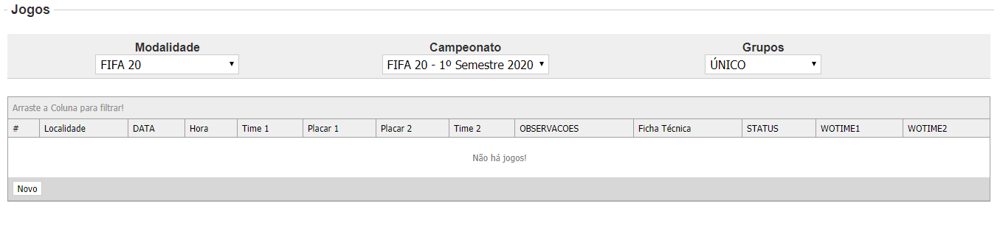 Jogos
Modalidade Campeonato Grupos
FIFA 20 FIFA 20 - 1º Semestre 2020 ÚNICO
Arraste a Coluna para filtrar!
# Localidade DATA Hora Time 1 Placar 1 Placar 2 Time 2 OBSERVACOES Ficha Técnica STATUS WOTIME1 WOTIME2
Não há jogos!
Novo